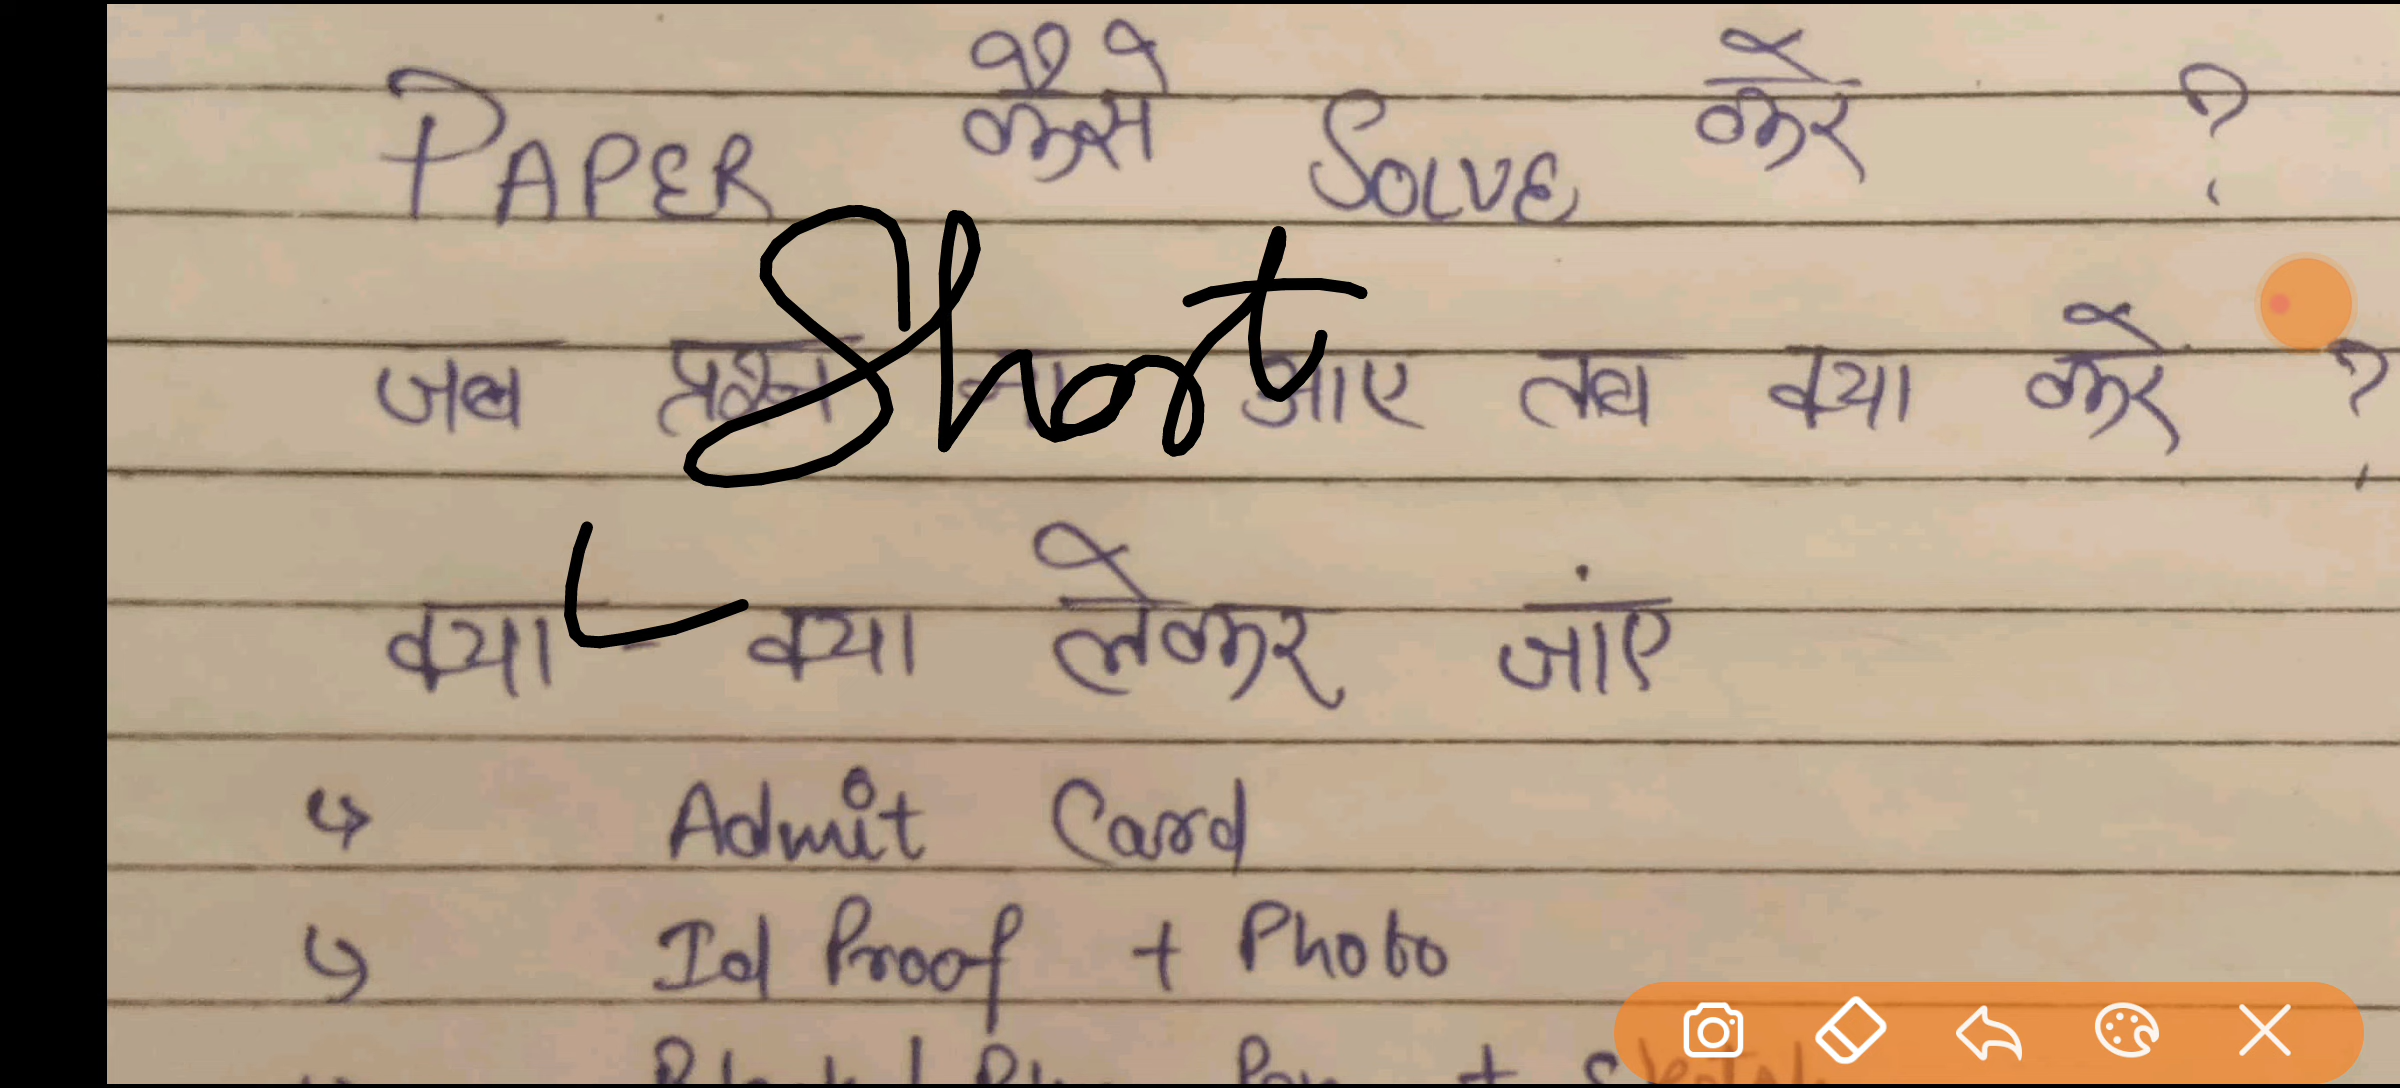 PAPER कैसे SOLVE करे ?
Short
जब प्रश्न ना आए तब क्या करे ?
क्या - क्या लेकर जांए
↳ Admit Card
↳ Id Proof + Photo